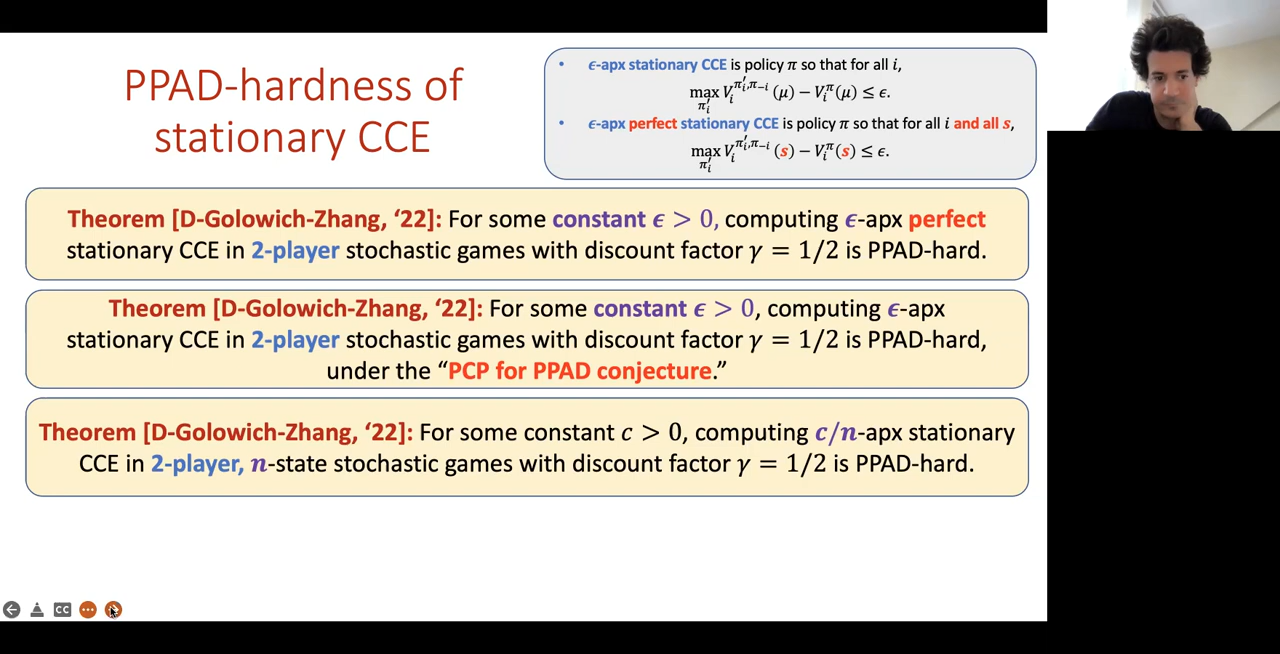 PPAD-hardness of
stationary CCE
• ϵ-apx stationary CCE is policy π so that for all i,
max_{π′_i} V_i^{π′_i,π_{−i}} (μ) − V_i^π(μ) ≤ ϵ.
• ϵ-apx perfect stationary CCE is policy π so that for all i and all s,
max_{π′_i} V_i^{π′_i,π_{−i}} (s) − V_i^π(s) ≤ ϵ.
Theorem [D-Golowich-Zhang, ‘22]: For some constant ϵ > 0, computing ϵ-apx perfect
stationary CCE in 2-player stochastic games with discount factor γ = 1/2 is PPAD-hard.
Theorem [D-Golowich-Zhang, ‘22]: For some constant ϵ > 0, computing ϵ-apx
stationary CCE in 2-player stochastic games with discount factor γ = 1/2 is PPAD-hard,
under the “PCP for PPAD conjecture.”
Theorem [D-Golowich-Zhang, ‘22]: For some constant c > 0, computing c/n-apx stationary
CCE in 2-player, n-state stochastic games with discount factor γ = 1/2 is PPAD-hard.
CC